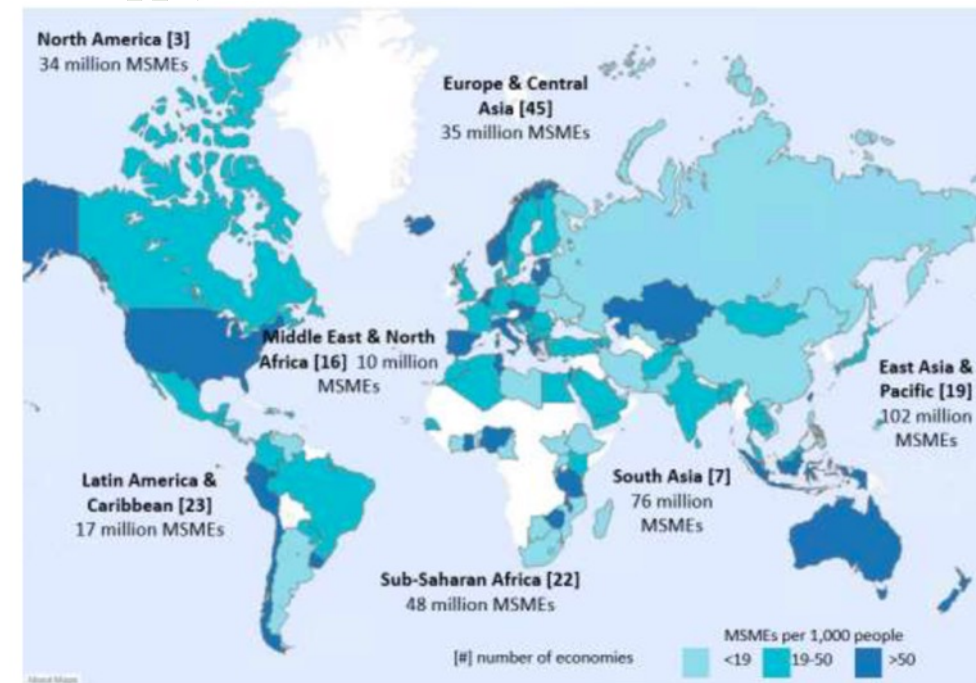 North America [3]
34 million MSMEs
Europe & Central
Asia [45]
35 million MSMEs
Middle East & North
Africa [16] 10 million
MSMEs
East Asia &
Pacific [19]
102 million
MSMEs
Latin America &
Caribbean [23]
17 million MSMEs
South Asia [7]
76 million
MSMEs
Sub-Saharan Africa [22]
48 million MSMEs
MSMEs per 1,000 people
[#] number of economies
<19
19-50
>50